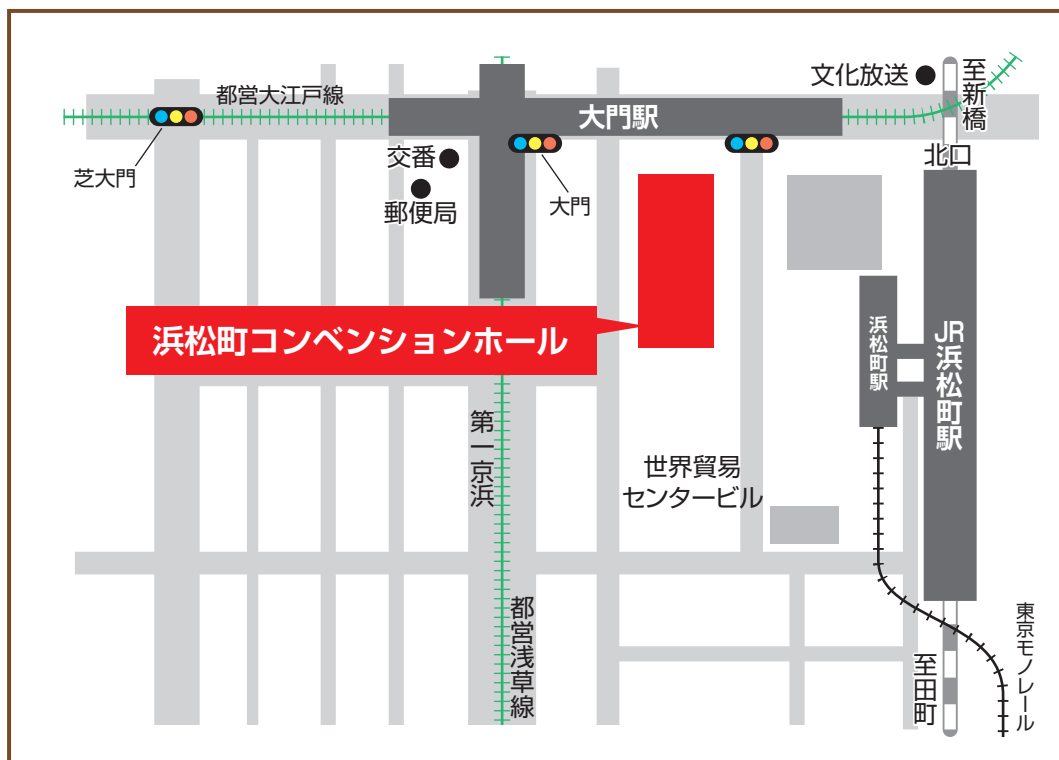 文化放送
至新橋
都営大江戸線
大門駅
北口
交番
芝大門
郵便局
大門
浜松町コンベンションホール
浜松町駅
JR浜松町駅
第一京浜
世界貿易
センタービル
都営浅草線
東京モノレール
至田町